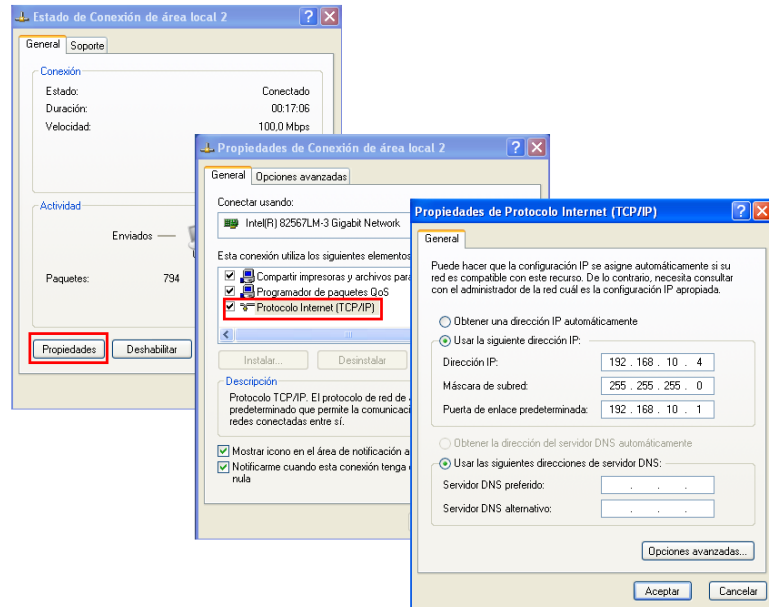 Estado de Conexión de área local 2
General Soporte
Conexión
Estado: Conectado
Duración: 00:17:06
Velocidad: 100,0 Mbps
Actividad
Enviados
Paquetes: 794
Propiedades Deshabilitar
Propiedades de Conexión de área local 2
General Opciones avanzadas
Conectar usando:
Intel(R) 82567LM-3 Gigabit Network
Esta conexión utiliza los siguientes elementos
Compartir impresoras y archivos para
Programador de paquetes QoS
Protocolo Internet (TCP/IP)
Instalar... Desinstalar
Descripción
Protocolo TCP/IP. El protocolo de red de
predeterminado que permite la comunicaci
redes conectadas entre sí.
Mostrar icono en el área de notificación a
Notificarme cuando esta conexión tenga
nula
Propiedades de Protocolo Internet (TCP/IP)
General
Puede hacer que la configuración IP se asigne automáticamente si su
red es compatible con este recurso. De lo contrario, necesita consultar
con el administrador de la red cuál es la configuración IP apropiada.
Obtener una dirección IP automáticamente
Usar la siguiente dirección IP:
Dirección IP: 192 . 168 . 10 . 4
Máscara de subred: 255 . 255 . 255 . 0
Puerta de enlace predeterminada: 192 . 168 . 10 . 1
Obtener la dirección del servidor DNS automáticamente
Usar las siguientes direcciones de servidor DNS:
Servidor DNS preferido: . . .
Servidor DNS alternativo: . . .
Opciones avanzadas...
Aceptar Cancelar